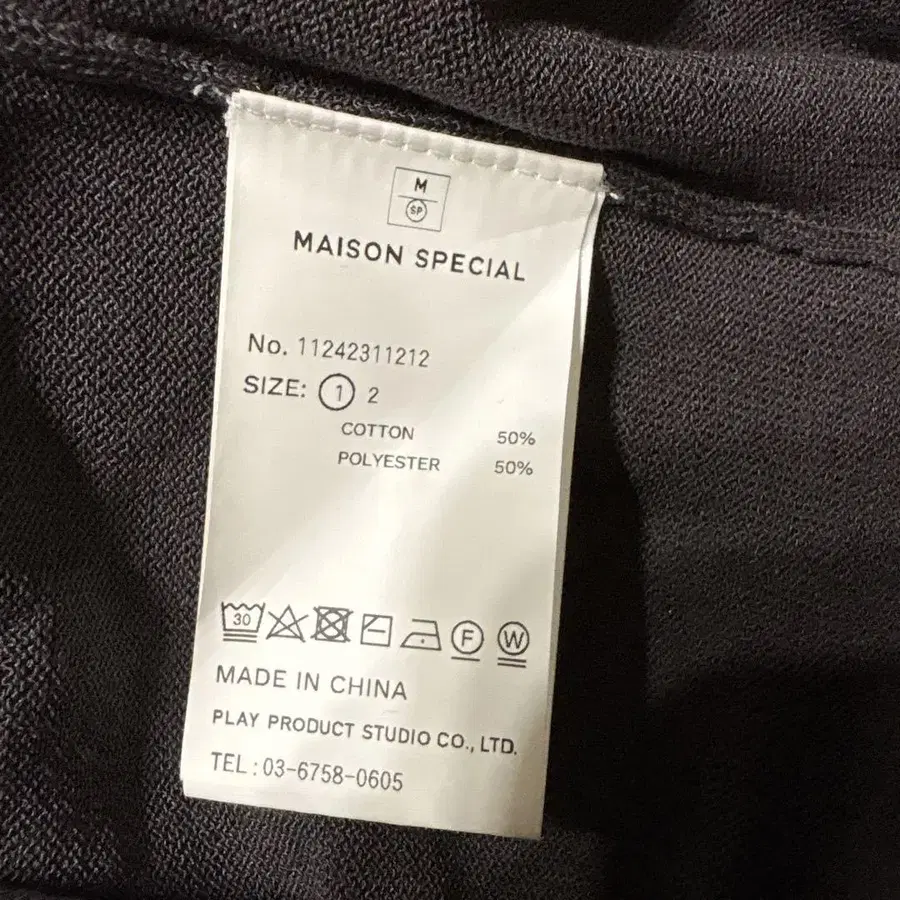 M
SP
MAISON SPECIAL
No. 11242311212
SIZE: 1 2
COTTON 50%
POLYESTER 50%
30 F W
MADE IN CHINA
PLAY PRODUCT STUDIO CO., LTD.
TEL : 03-6758-0605